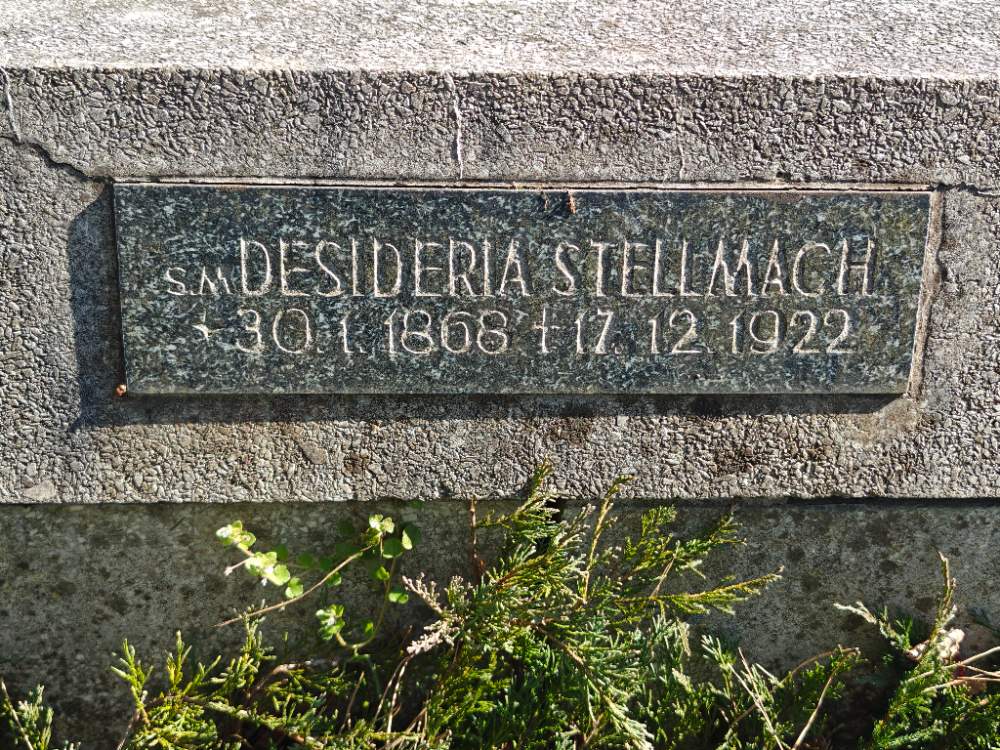 S.M DESIDERIA STELLMACH
* 30. 1. 1868 † 17. 12. 1922